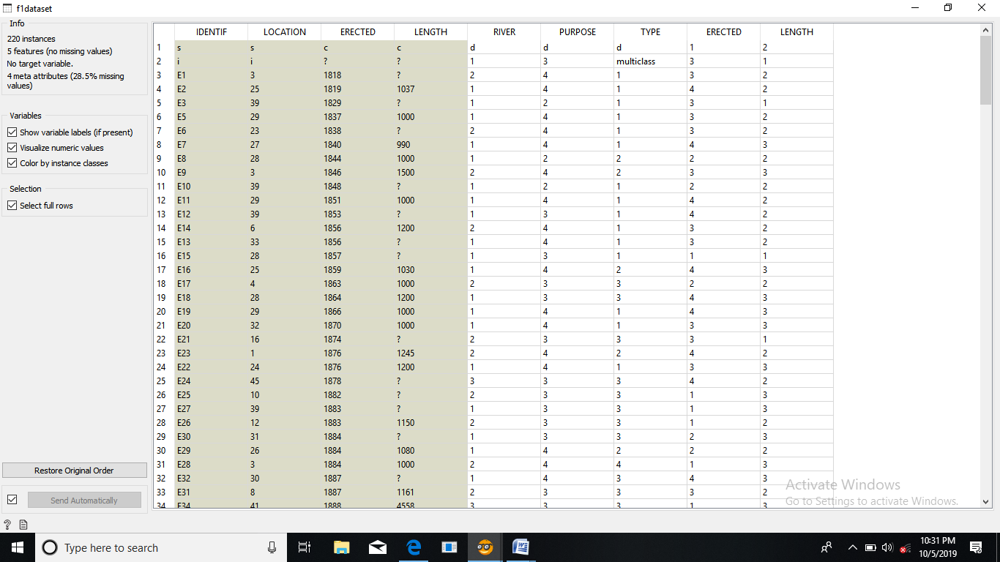 f1dataset
Info
220 instances
5 features (no missing values)
No target variable.
4 meta attributes (28.5% missing
values)
Variables
Show variable labels (if present)
Visualize numeric values
Color by instance classes
Selection
Select full rows
Restore Original Order
Send Automatically
IDENTIF LOCATION ERECTED LENGTH RIVER PURPOSE TYPE ERECTED LENGTH
1 s s c c d d d 1 2
2 i i ? ? 1 3 multiclass 3 1
3 E1 3 1818 ? 2 4 1 3 2
4 E2 25 1819 1037 1 4 1 4 2
5 E3 39 1829 ? 1 2 1 3 1
6 E5 29 1837 1000 1 4 1 3 2
7 E6 23 1838 ? 2 4 1 3 2
8 E7 27 1840 990 1 4 1 4 3
9 E8 28 1844 1000 1 2 2 2 2
10 E9 3 1846 1500 2 4 2 3 3
11 E10 39 1848 ? 1 2 1 2 2
12 E11 29 1851 1000 1 4 1 4 2
13 E12 39 1853 ? 1 3 1 4 2
14 E14 6 1856 1200 2 4 1 3 2
15 E13 33 1856 ? 1 4 1 3 2
16 E15 28 1857 ? 1 3 1 1 1
17 E16 25 1859 1030 1 4 2 4 3
18 E17 4 1863 1000 2 3 3 2 2
19 E18 28 1864 1200 1 3 3 4 3
20 E19 29 1866 1000 1 4 1 4 3
21 E20 32 1870 1000 1 4 1 3 3
22 E21 16 1874 ? 2 3 3 3 1
23 E23 1 1876 1245 2 4 2 4 2
24 E22 24 1876 1200 1 4 1 3 3
25 E24 45 1878 ? 3 3 3 4 2
26 E25 10 1882 ? 2 3 3 1 3
27 E27 39 1883 ? 1 3 3 1 3
28 E26 12 1883 1150 2 3 3 1 2
29 E30 31 1884 ? 1 3 3 2 3
30 E29 26 1884 1080 1 4 2 2 2
31 E28 3 1884 1000 2 4 4 1 3
32 E32 30 1887 ? 1 4 3 4 3
33 E31 8 1887 1161 2 3 3 3 2
34 E34 41 1888 4558 3 3 3 1 3
Activate Windows
Go to Settings to activate Windows.
Type here to search
10:31 PM
10/5/2019